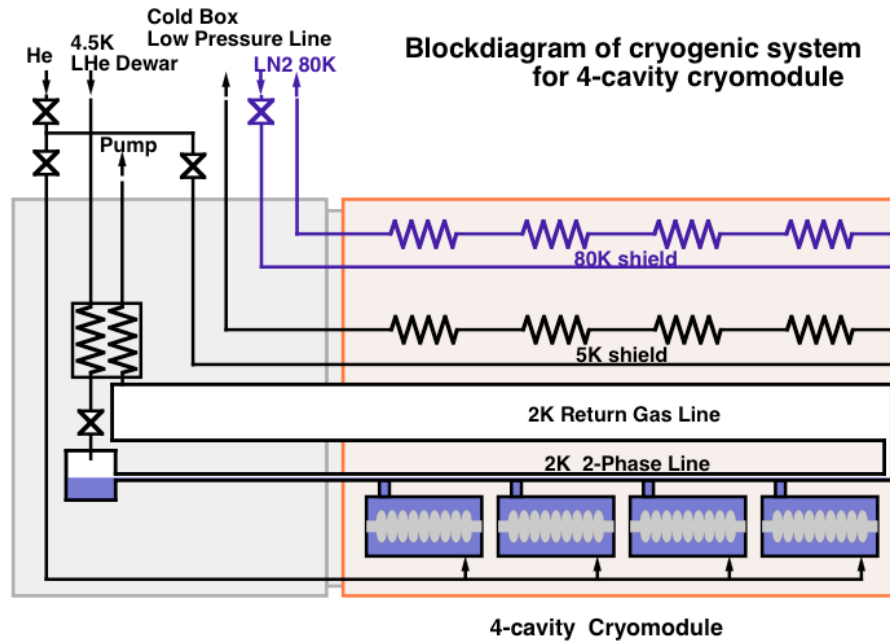 Cold Box
Low Pressure Line
4.5K
LHe Dewar
He
LN2 80K
Blockdiagram of cryogenic system
for 4-cavity cryomodule
Pump
80K shield
5K shield
2K Return Gas Line
2K 2-Phase Line
4-cavity Cryomodule